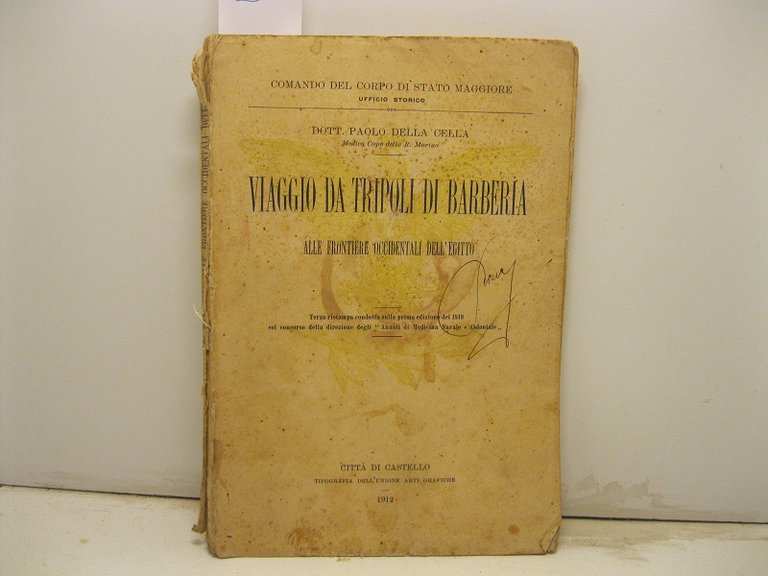 COMANDO DEL CORPO DI STATO MAGGIORE
UFFICIO STORICO
DOTT. PAOLO DELLA CELLA
Medico Capo della R. Marina
VIAGGIO DA TRIPOLI DI BARBERIA
ALLE FRONTIERE OCCIDENTALI DELL'EGITTO
Terza ristampa condotta sulla prima edizione del 1819
col concorso della direzione degli "Annali di Medicina Navale e Coloniale„
CITTÀ DI CASTELLO
TIPOGRAFIA DELL'UNIONE ARTI GRAFICHE
1912
FRONTIERE OCCIDENTALI